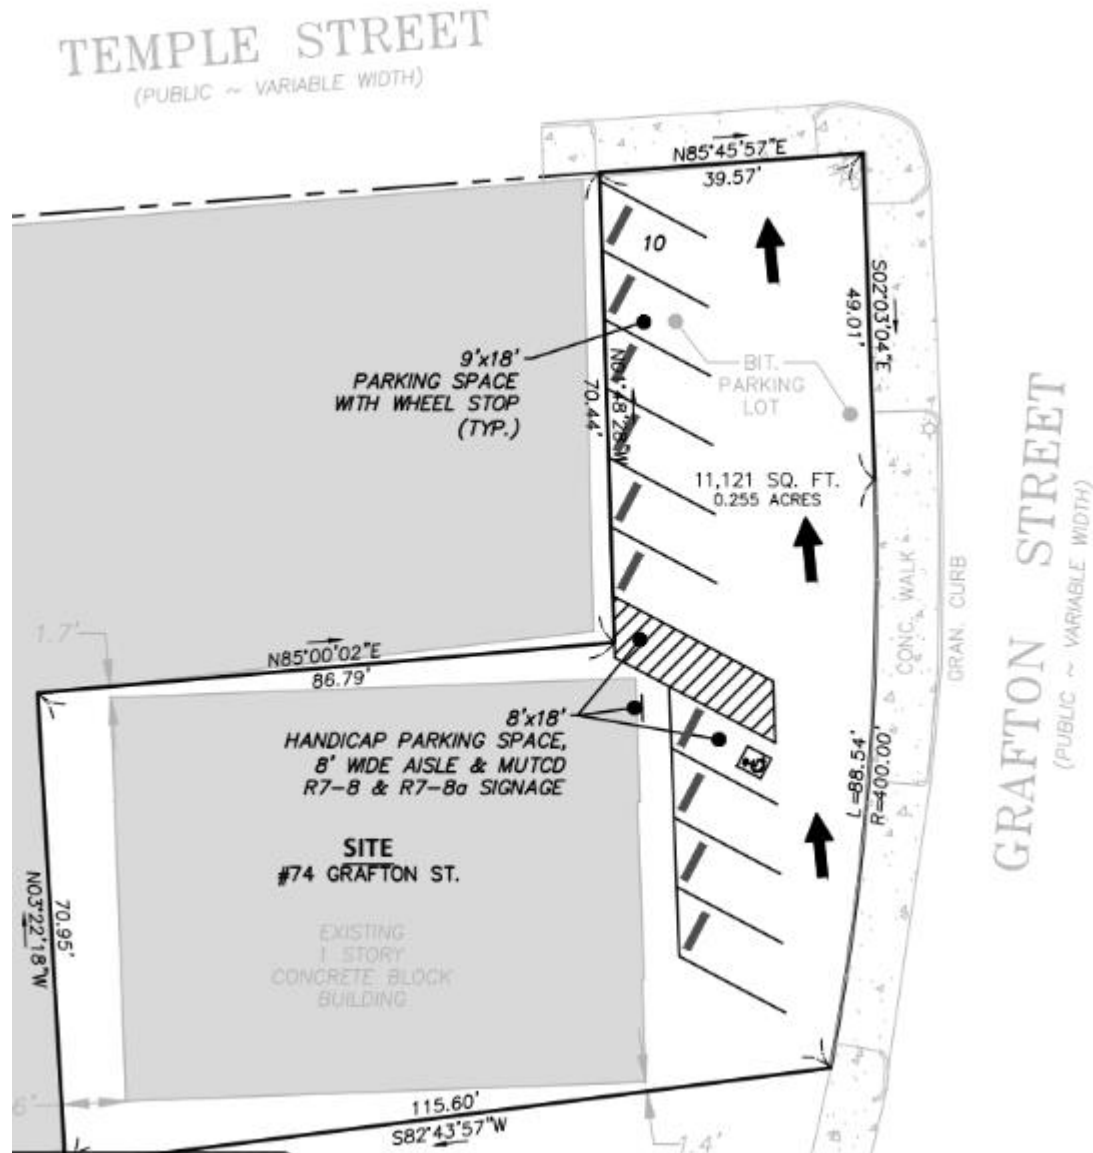 TEMPLE STREET
(PUBLIC ~ VARIABLE WIDTH)
N85°45'57"E
39.57'
10
S02°03'04"E
49.01'
9'x18'
PARKING SPACE
WITH WHEEL STOP
(TYP.)
N04°48'28"W
70.44'
BIT.
PARKING
LOT
11,121 SQ. FT.
0.255 ACRES
CONC. WALK
GRAN. CURB
GRAFTON STREET
(PUBLIC ~ VARIABLE WIDTH)
1.7'
N85°00'02"E
86.79'
8'x18'
HANDICAP PARKING SPACE,
8' WIDE AISLE & MUTCD
R7-8 & R7-8a SIGNAGE
L=88.54'
R=400.00'
SITE
#74 GRAFTON ST.
N03°22'18"W
70.95'
EXISTING
1 STORY
CONCRETE BLOCK
BUILDING
6'
115.60'
S82°43'57"W
1.4'